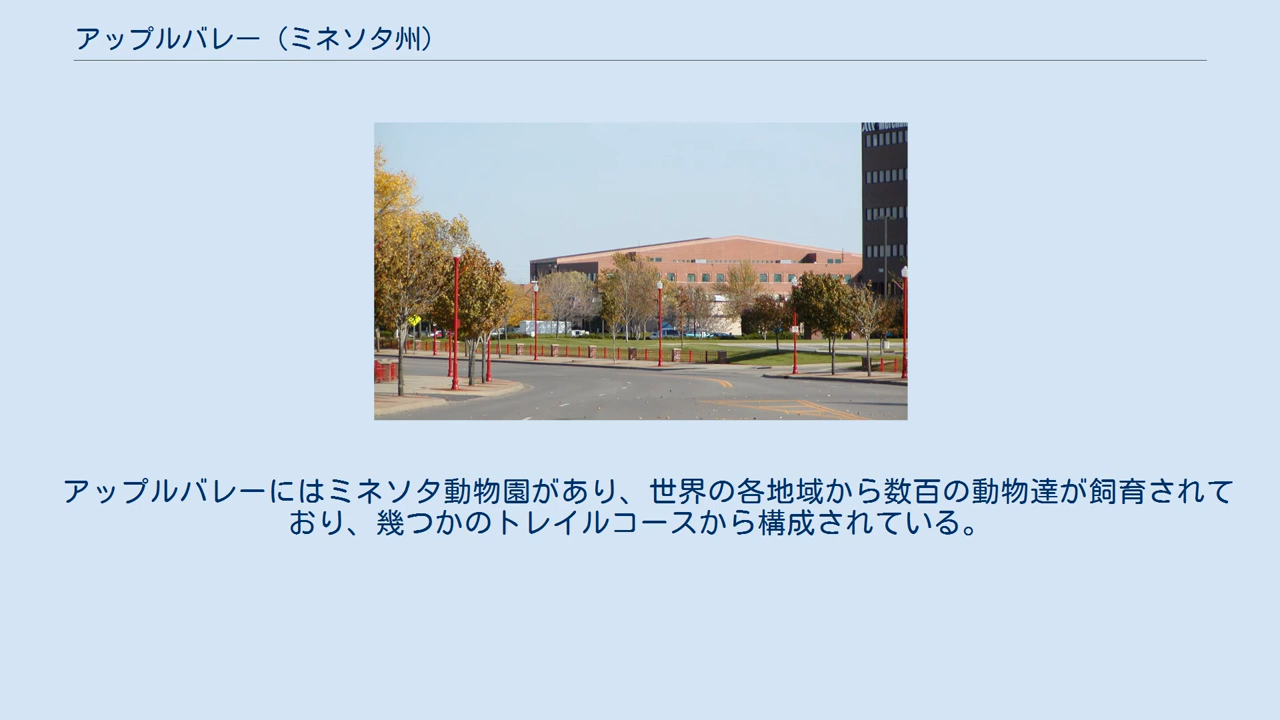 アップルバレー（ミネソタ州）
アップルバレーにはミネソタ動物園があり、世界の各地域から数百の動物達が飼育されて
おり、幾つかのトレイルコースから構成されている。